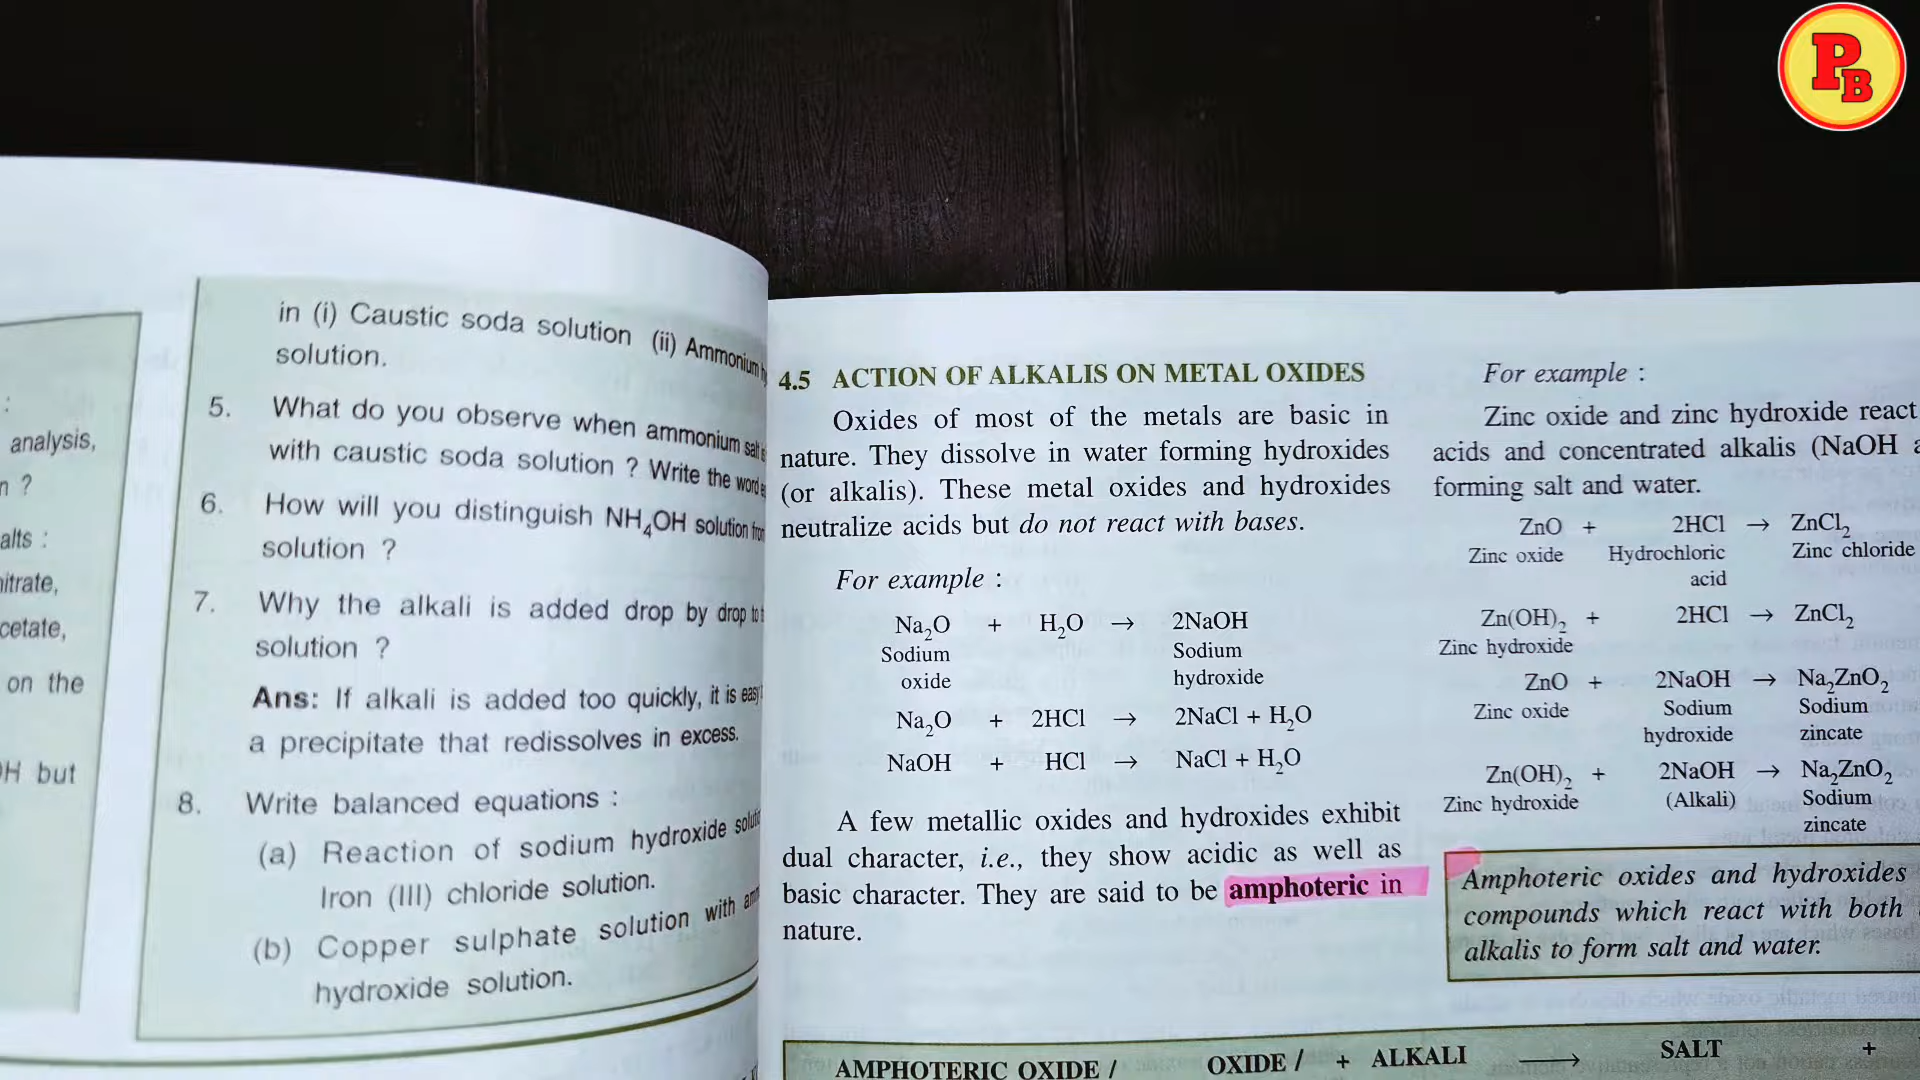 PB
:
analysis,
n ?
alts :
nitrate,
cetate,
on the
OH but
in (i) Caustic soda solution (ii) Ammonium
solution.
5. What do you observe when ammonium salt
with caustic soda solution ? Write the word
6. How will you distinguish NH₄OH solution from
solution ?
7. Why the alkali is added drop by drop to
solution ?
Ans: If alkali is added too quickly, it is easy
a precipitate that redissolves in excess.
8. Write balanced equations :
(a) Reaction of sodium hydroxide
Iron (III) chloride solution.
(b) Copper sulphate solution with
hydroxide solution.
4.5 ACTION OF ALKALIS ON METAL OXIDES
Oxides of most of the metals are basic in
nature. They dissolve in water forming hydroxides
(or alkalis). These metal oxides and hydroxides
neutralize acids but do not react with bases.
For example :
Na₂O + H₂O → 2NaOH
Sodium Sodium
oxide hydroxide
Na₂O + 2HCl → 2NaCl + H₂O
NaOH + HCl → NaCl + H₂O
A few metallic oxides and hydroxides exhibit
dual character, i.e., they show acidic as well as
basic character. They are said to be amphoteric in
nature.
For example :
Zinc oxide and zinc hydroxide react
acids and concentrated alkalis (NaOH
forming salt and water.
ZnO + 2HCl → ZnCl₂
Zinc oxide Hydrochloric Zinc chloride
acid
Zn(OH)₂ + 2HCl → ZnCl₂
Zinc hydroxide
ZnO + 2NaOH → Na₂ZnO₂
Zinc oxide Sodium Sodium
hydroxide zincate
Zn(OH)₂ + 2NaOH → Na₂ZnO₂
Zinc hydroxide (Alkali) Sodium
zincate
Amphoteric oxides and hydroxides
compounds which react with both
alkalis to form salt and water.
AMPHOTERIC OXIDE / OXIDE / + ALKALI → SALT +